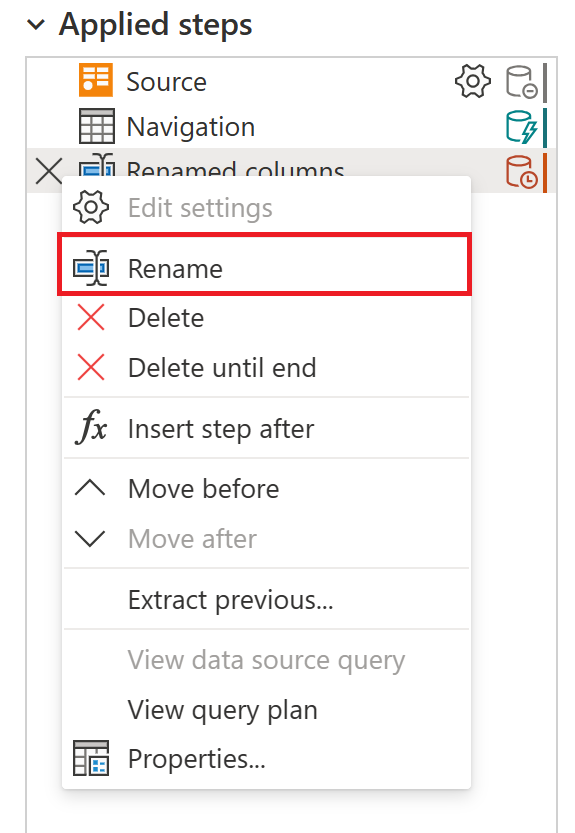 Applied steps
Source
Navigation
Renamed columns
Edit settings
Rename
Delete
Delete until end
fx Insert step after
Move before
Move after
Extract previous...
View data source query
View query plan
Properties...